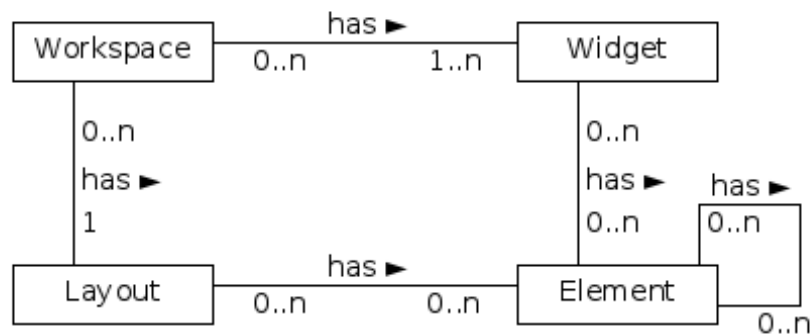 has ►
Workspace
Widget
0..n
1..n
0..n
0..n
has ►
has ►
has ►
1
0..n
0..n
has ►
Layout
Element
0..n
0..n
0..n